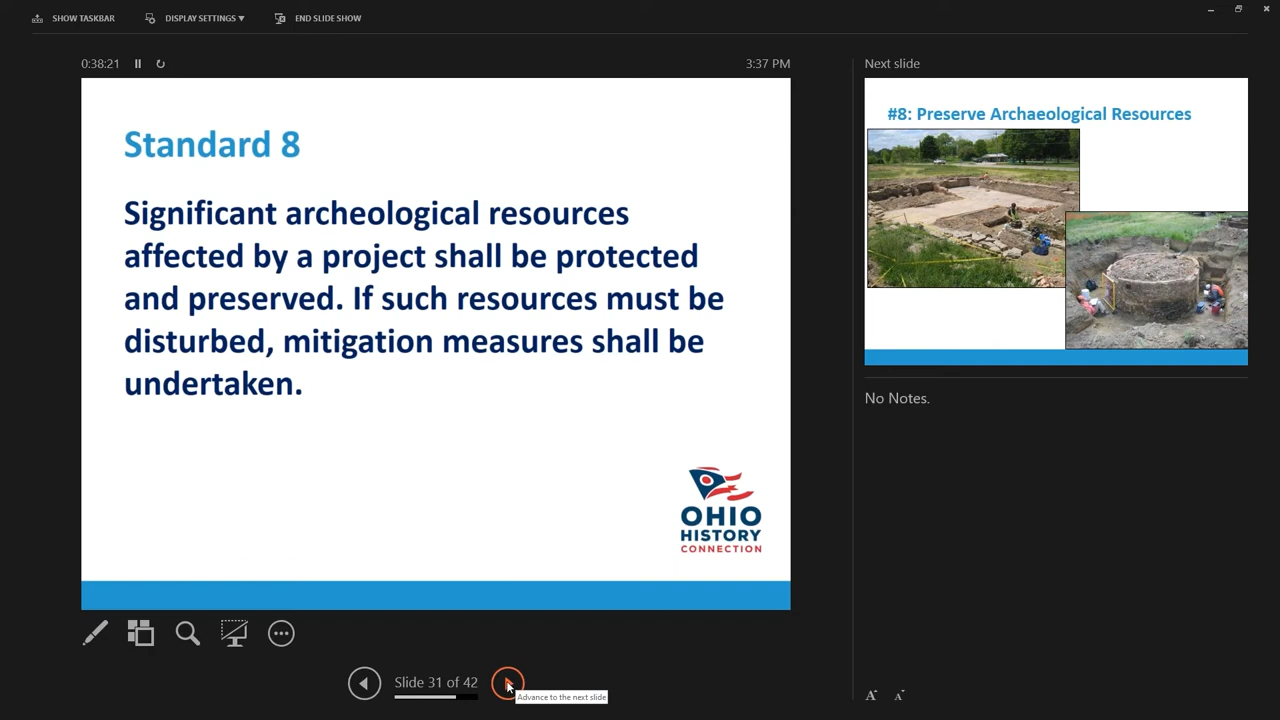 SHOW TASKBAR
DISPLAY SETTINGS ▼
END SLIDE SHOW
0:38:21
3:37 PM
Standard 8
Significant archeological resources
affected by a project shall be protected
and preserved. If such resources must be
disturbed, mitigation measures shall be
undertaken.
OHIO
HISTORY
CONNECTION
Slide 31 of 42
Advance to the next slide
Next slide
#8: Preserve Archaeological Resources
No Notes.
A
A